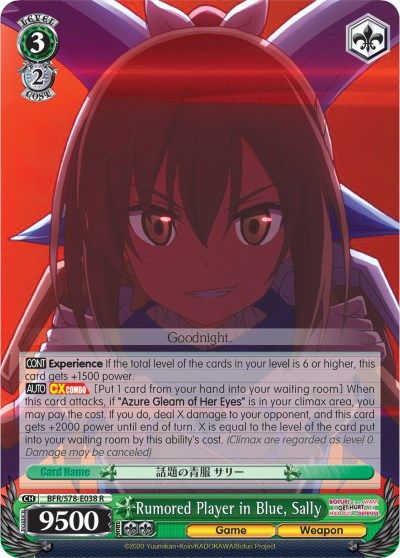 LEVEL
3
2
COST
Goodnight.
CONT Experience If the total level of the cards in your level is 6 or higher, this
card gets +1500 power.
AUTO CXCOMBO [Put 1 card from your hand into your waiting room] When
this card attacks, if "Azure Gleam of Her Eyes" is in your climax area, you
may pay the cost. If you do, deal X damage to your opponent, and this card
gets +2000 power until end of turn. X is equal to the level of the card put
into your waiting room by this ability's cost. (Climax are regarded as level 0.
Damage may be canceled)
Card Name 話題の青服 サリー
CH BFR/S78-E038 R
Rumored Player in Blue, Sally
POWER 9500
Game Weapon
©2020 Yuumikan・Koin/KADOKAWA/Bofuri Project